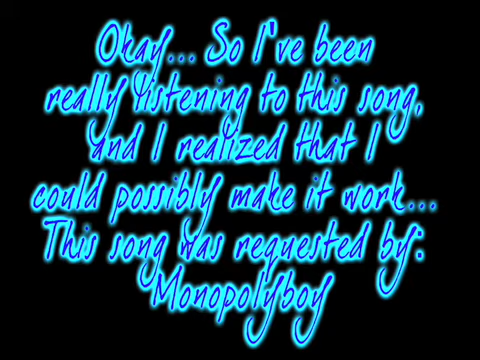 Okay... So I've been
really listening to this song,
and I realized that I
could possibly make it work...
This song was requested by:
Monopolyboy